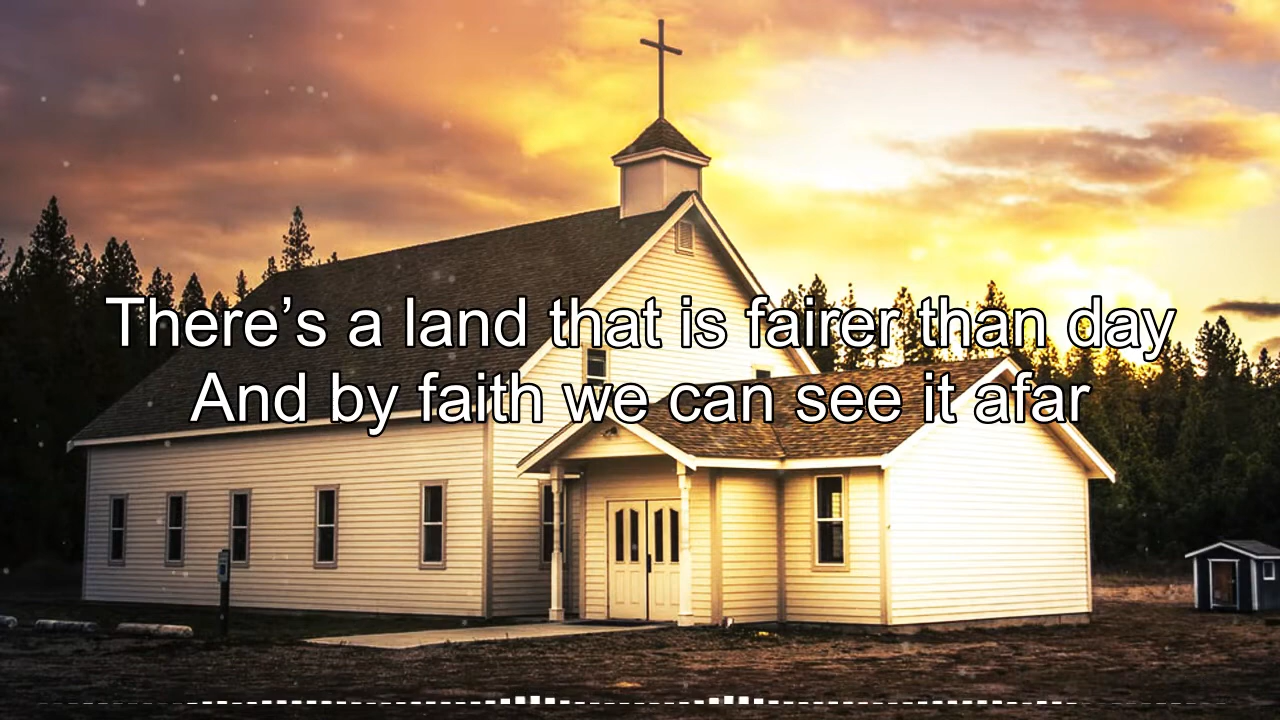 There’s a land that is fairer than day
And by faith we can see it afar